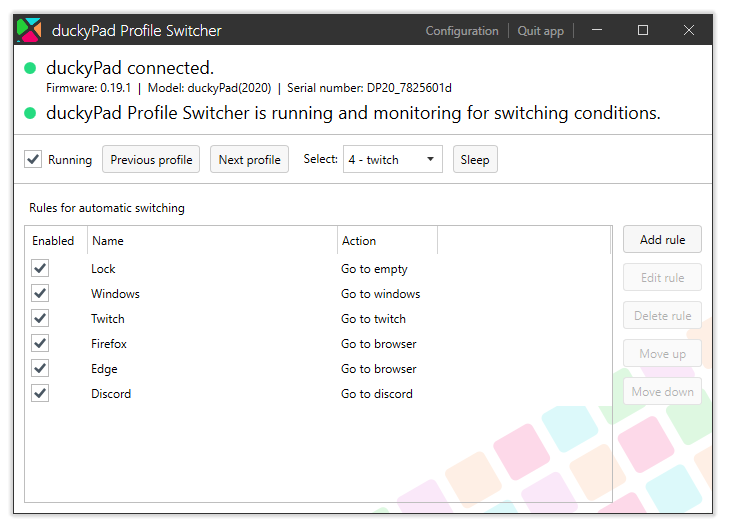 duckyPad Profile Switcher Configuration Quit app
duckyPad connected.
Firmware: 0.19.1 | Model: duckyPad(2020) | Serial number: DP20_7825601d
duckyPad Profile Switcher is running and monitoring for switching conditions.
Running Previous profile Next profile Select: 4 - twitch Sleep
Rules for automatic switching
Enabled Name Action Add rule
Lock Go to empty Edit rule
Windows Go to windows
Twitch Go to twitch Delete rule
Firefox Go to browser Move up
Edge Go to browser
Discord Go to discord Move down